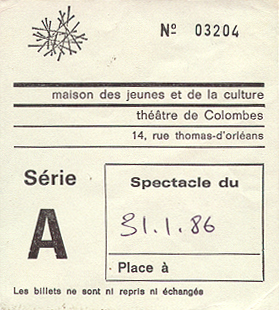 Nº 03204
maison des jeunes et de la culture
théâtre de Colombes
14, rue thomas-d'orléans
Série
A
Spectacle du
31.1.86
Place à
Les billets ne sont ni repris ni échangés